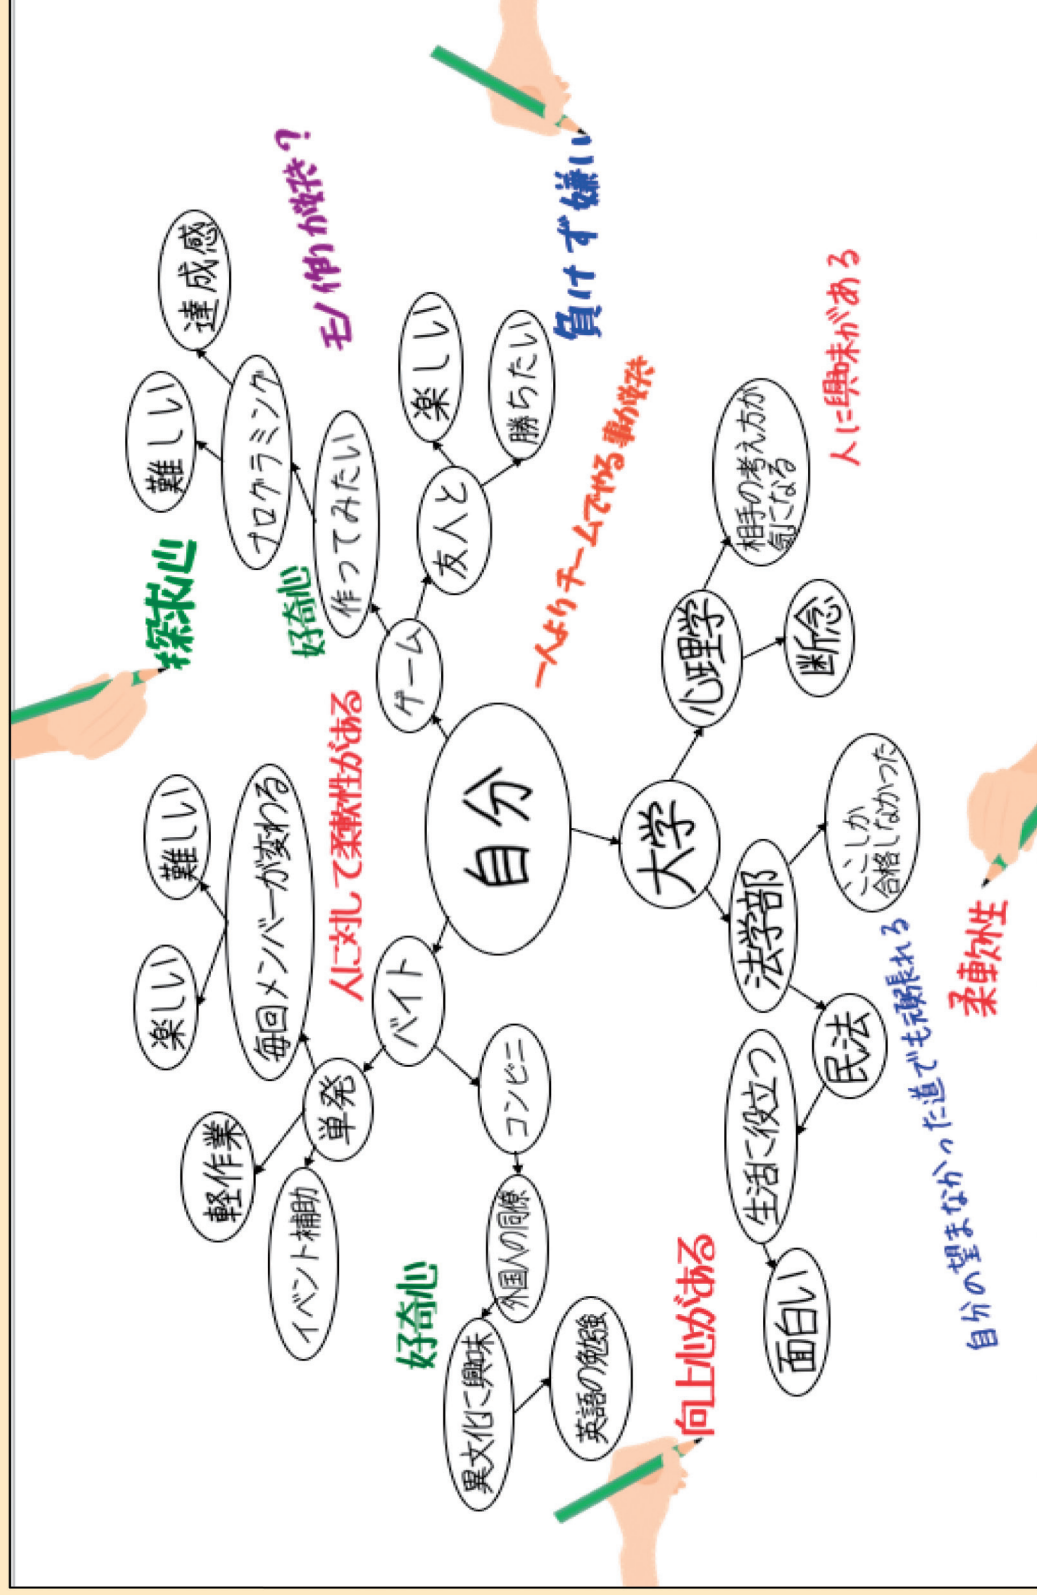 自分
バイト
単発
毎回メンバーが変わる
楽しい
難しい
軽作業
イベント補助
コンビニ
外国人の同僚
異文化に興味
英語の勉強
人に対して柔軟性がある
好奇心
向上心がある
ゲーム
作ってみたい
プログラミング
難しい
達成感
友人と
楽しい
勝ちたい
探求心
好奇心
モノ作りが好き?
負けず嫌い
一人よりチームでやる事が好き
大学
心理学
相手の考え方が
気になる
断念
人に興味がある
法学部
ここしか
合格しなかった
民法
生活に役立つ
面白い
自分の望まなかった道でも頑張れる
柔軟性